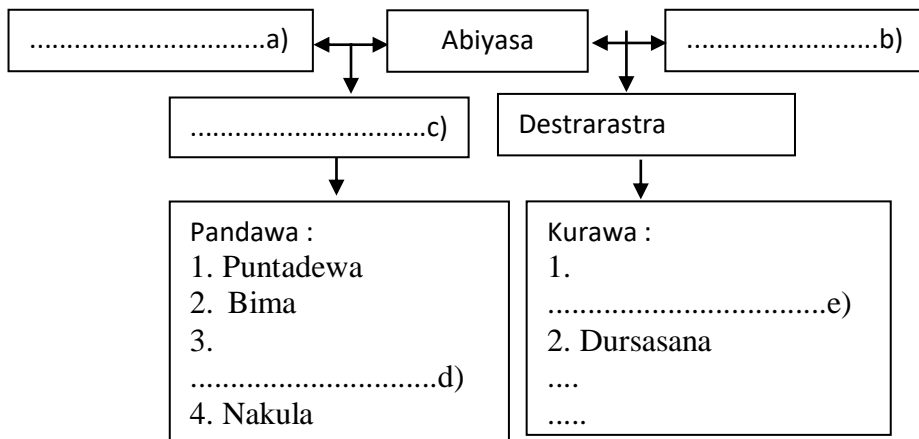 ................................a)
Abiyasa
..........................b)
................................c)
Destrarastra
Pandawa :
1. Puntadewa
2. Bima
3.
...............................d)
4. Nakula
Kurawa :
1.
...................................e)
2. Dursasana
....
.....